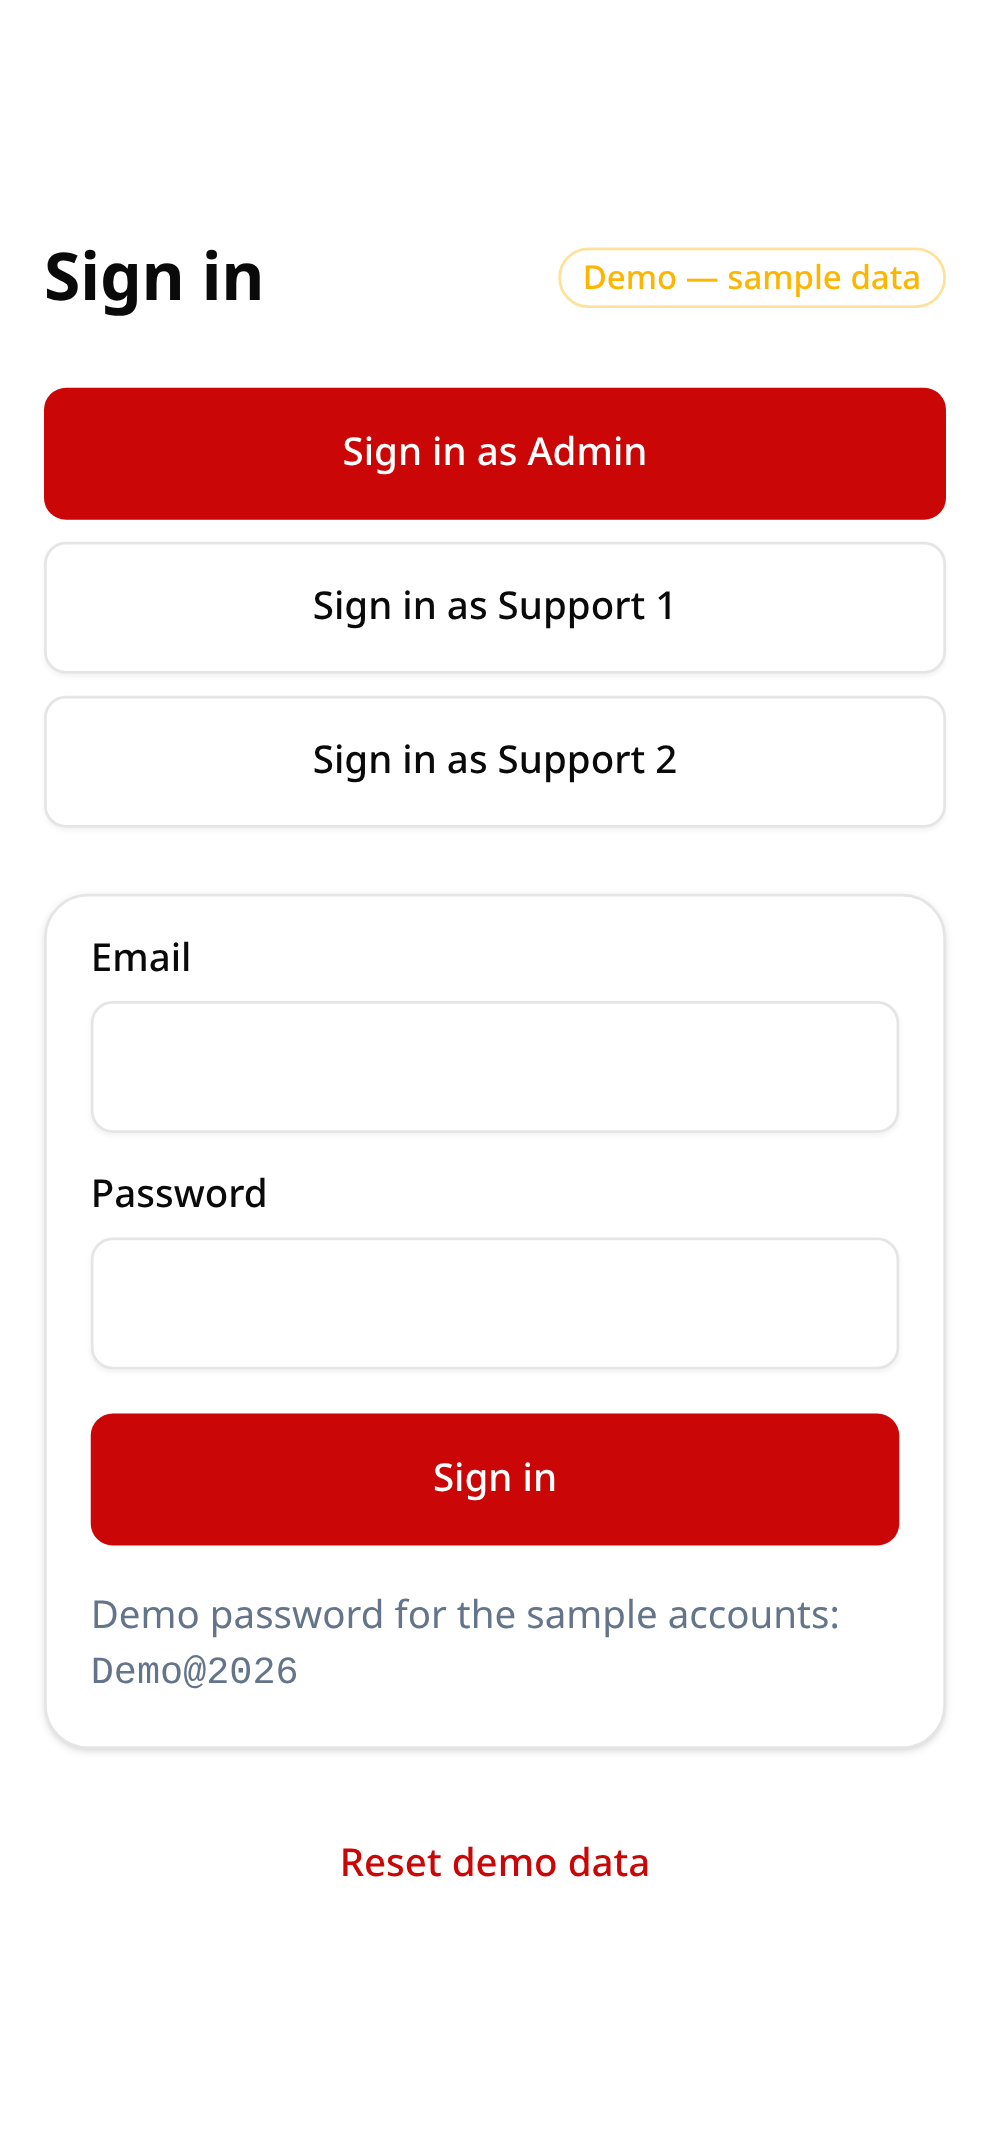 Sign in
Demo — sample data
Sign in as Admin
Sign in as Support 1
Sign in as Support 2
Email
Password
Sign in
Demo password for the sample accounts:
Demo@2026
Reset demo data